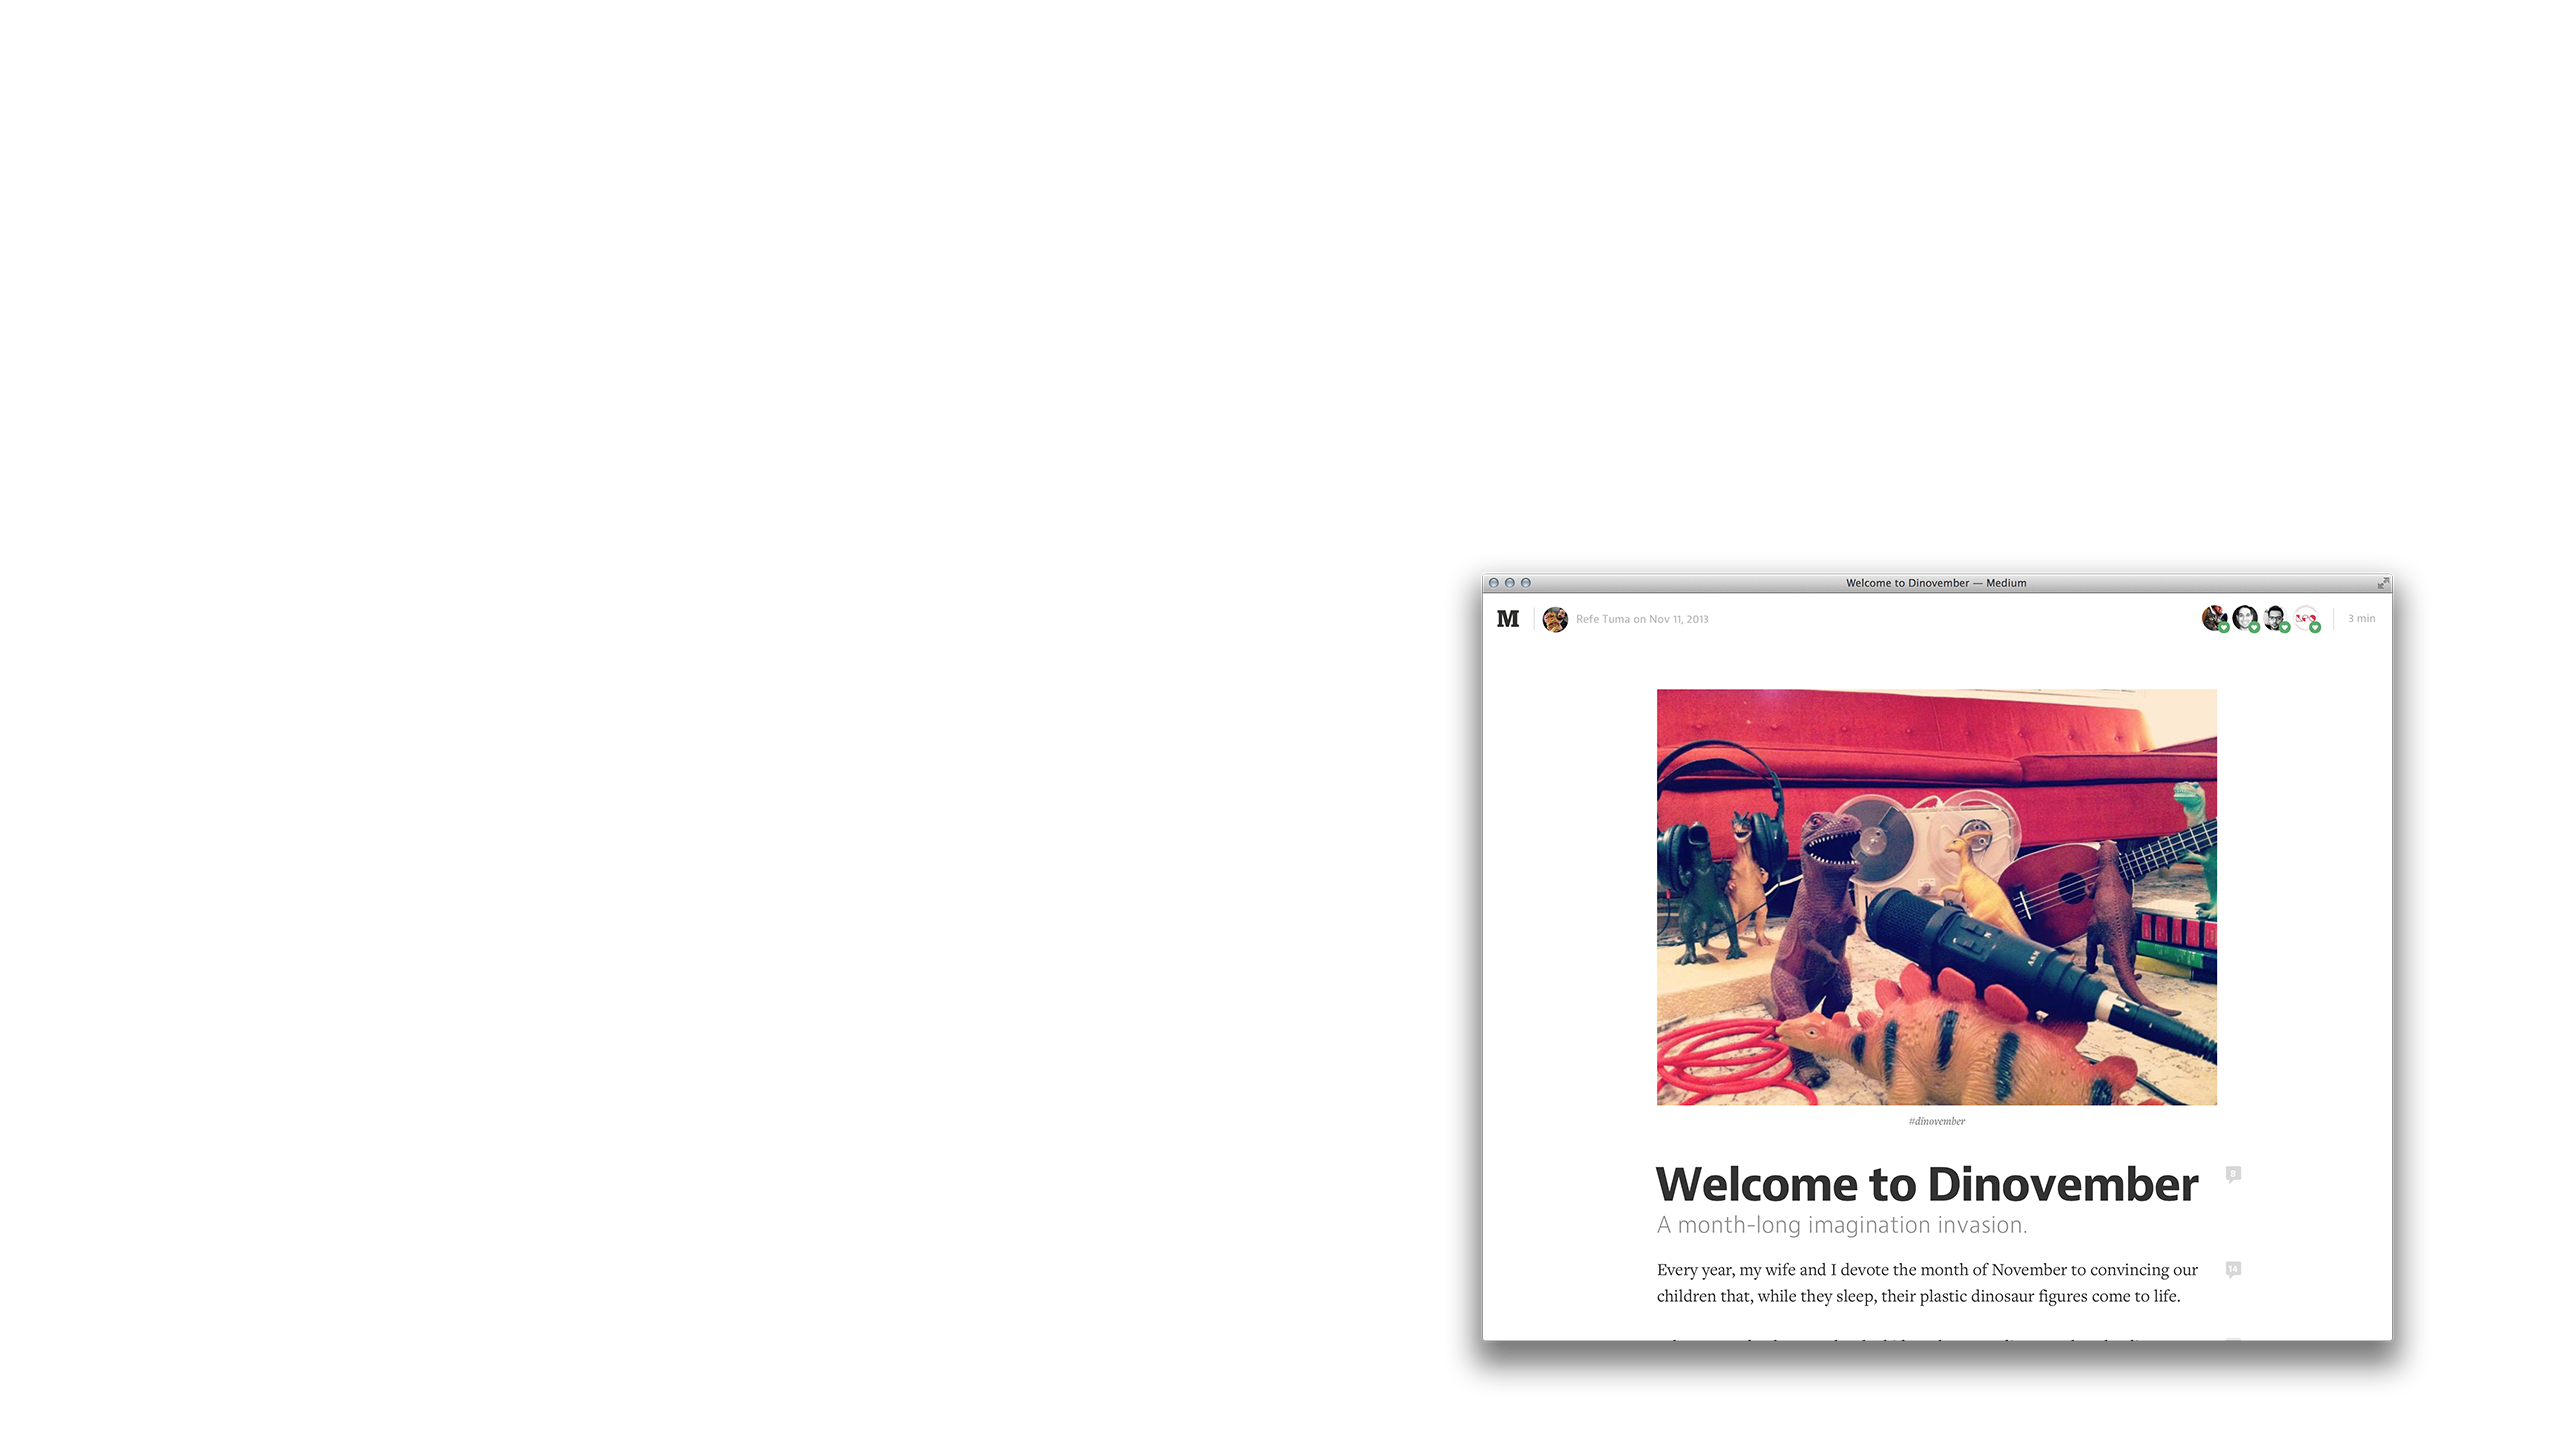 Welcome to Dinovember — Medium
M
Refe Tuma on Nov 11, 2013
3 min
#dinovember
Welcome to Dinovember
8
A month-long imagination invasion.
Every year, my wife and I devote the month of November to convincing our
14
children that, while they sleep, their plastic dinosaur figures come to life.